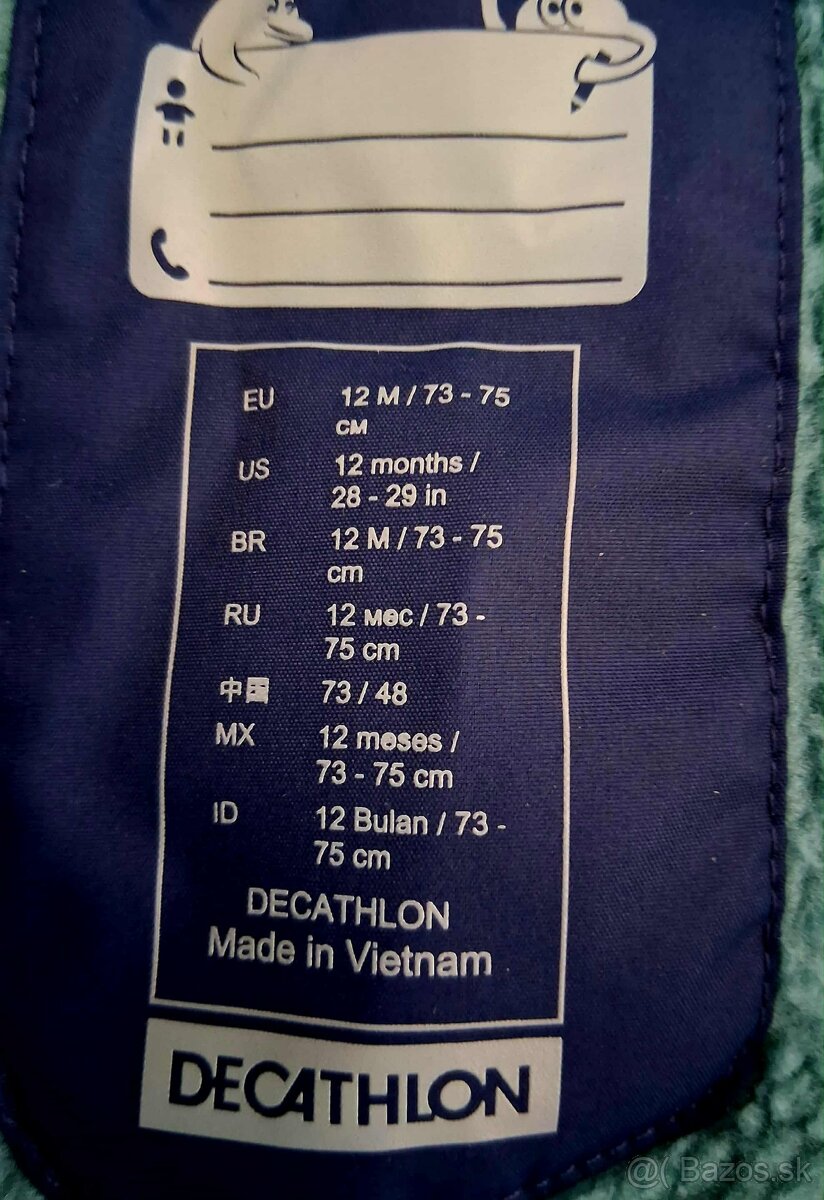 EU 12 M / 73 - 75
CM
US 12 months /
28 - 29 in
BR 12 M / 73 - 75
cm
RU 12 мес / 73 -
75 cm
中国 73 / 48
MX 12 meses /
73 - 75 cm
ID 12 Bulan / 73 -
75 cm
DECATHLON
Made in Vietnam
DECATHLON
@( Bazos.sk